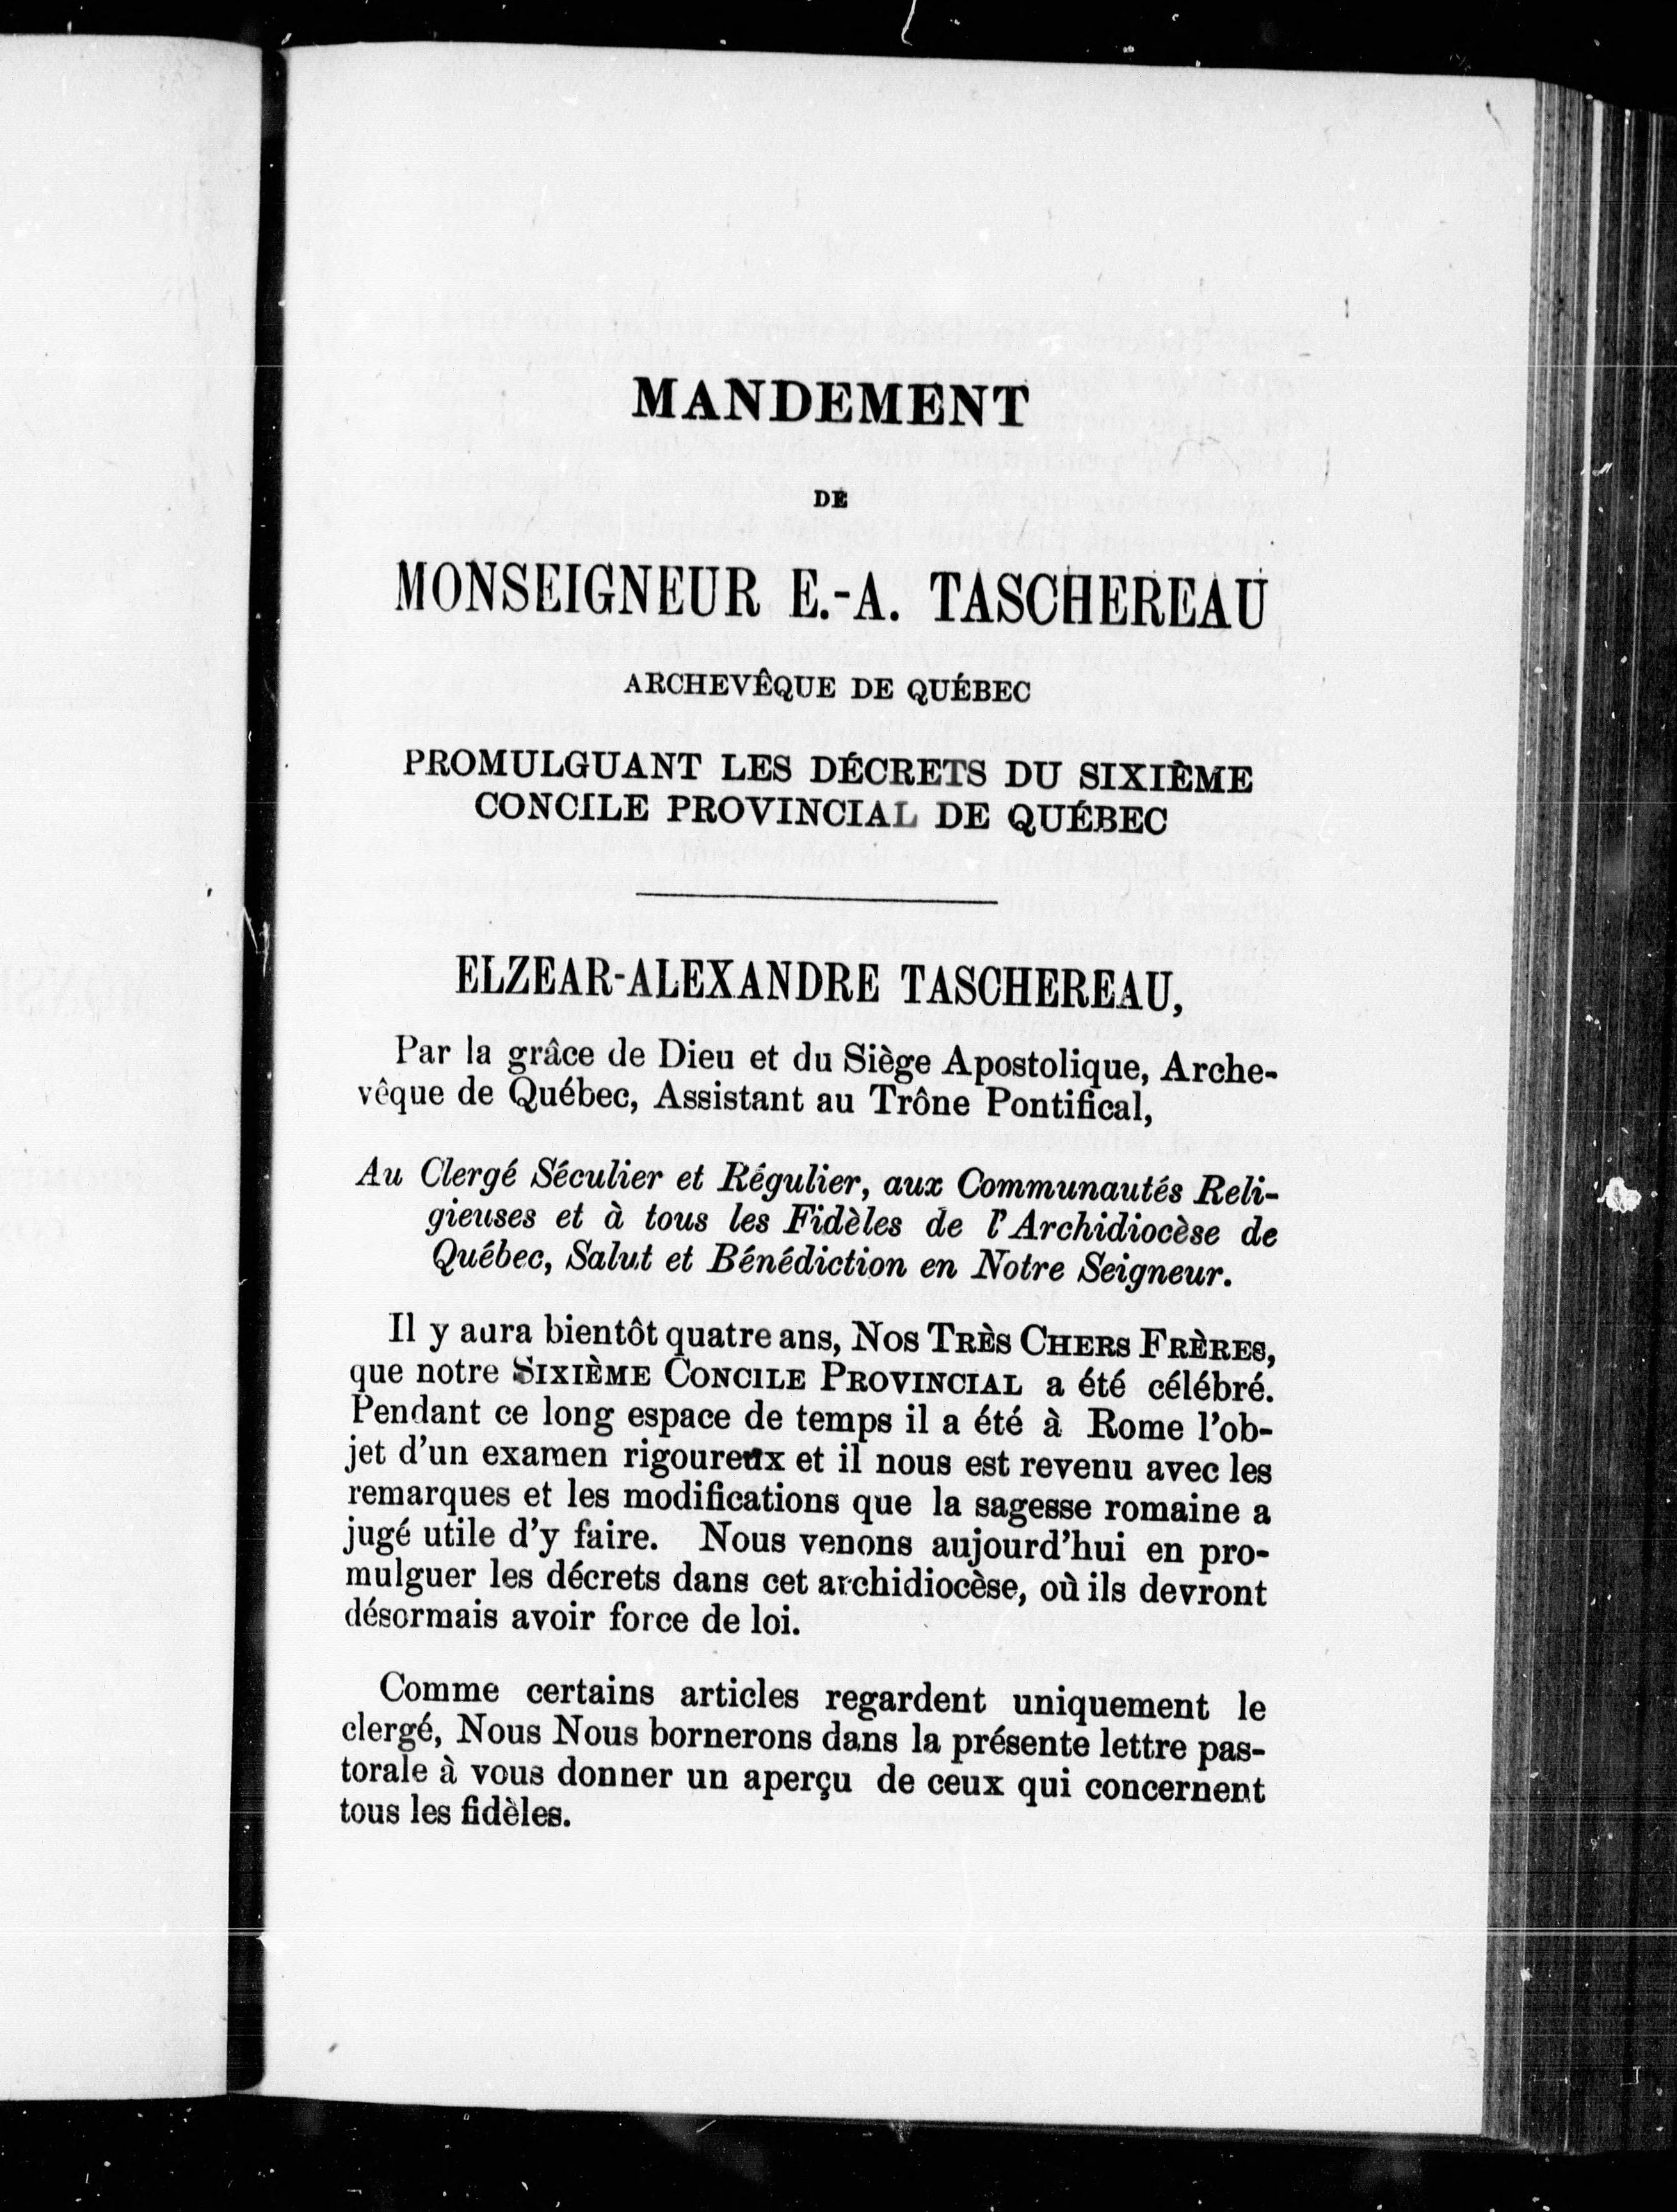 MANDEMENT
DE
MONSEIGNEUR E.-A. TASCHEREAU
ARCHEVÊQUE DE QUÉBEC
PROMULGUANT LES DÉCRETS DU SIXIÈME
CONCILE PROVINCIAL DE QUÉBEC
ELZEAR-ALEXANDRE TASCHEREAU,
Par la grâce de Dieu et du Siège Apostolique, Arche-
vêque de Québec, Assistant au Trône Pontifical,
Au Clergé Séculier et Régulier, aux Communautés Reli-
gieuses et à tous les Fidèles de l'Archidiocèse de
Québec, Salut et Bénédiction en Notre Seigneur.
Il y aura bientôt quatre ans, NOS TRÈS CHERS FRÈRES,
que notre SIXIÈME CONCILE PROVINCIAL a été célébré.
Pendant ce long espace de temps il a été à Rome l'ob-
jet d'un examen rigoureux et il nous est revenu avec les
remarques et les modifications que la sagesse romaine a
jugé utile d'y faire. Nous venons aujourd'hui en pro-
mulguer les décrets dans cet archidiocèse, où ils devront
désormais avoir force de loi.
Comme certains articles regardent uniquement le
clergé, Nous Nous bornerons dans la présente lettre pas-
torale à vous donner un aperçu de ceux qui concernent
tous les fidèles.